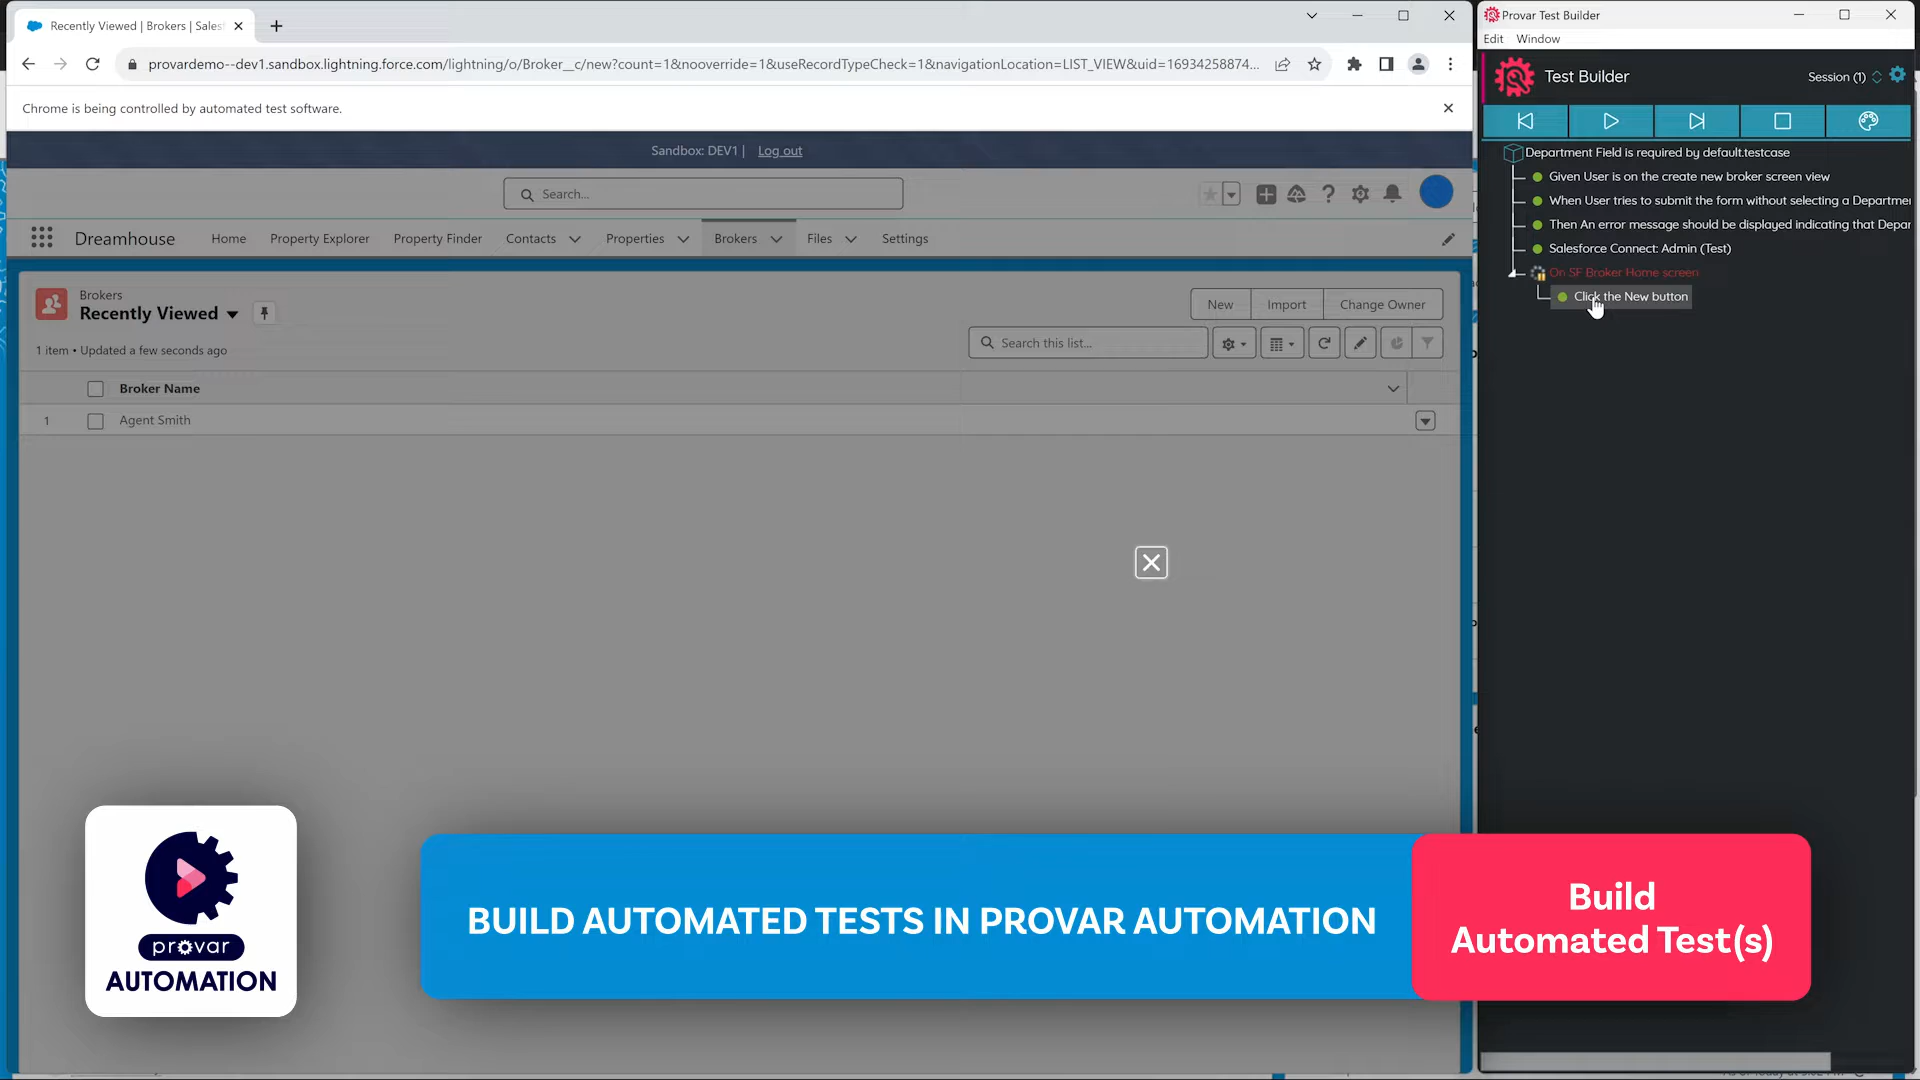 Recently Viewed | Brokers | Sales
provardemo--dev1.sandbox.lightning.force.com/lightning/o/Broker__c/new?count=1&nooverride=1&useRecordTypeCheck=1&navigationLocation=LIST_VIEW&uid=16934258874...
Chrome is being controlled by automated test software.
Sandbox: DEV1 | Log out
Search...
Dreamhouse
Home
Property Explorer
Property Finder
Contacts
Properties
Brokers
Files
Settings
Brokers
Recently Viewed
New
Import
Change Owner
1 item • Updated a few seconds ago
Search this list...
Broker Name
1
Agent Smith
Provar Test Builder
Edit
Window
Test Builder
Session (1)
Department Field is required by default.testcase
Given User is on the create new broker screen view
When User tries to submit the form without selecting a Departme
Then An error message should be displayed indicating that Depar
Salesforce Connect: Admin (Test)
On SF Broker Home screen
Click the New button
provar
AUTOMATION
BUILD AUTOMATED TESTS IN PROVAR AUTOMATION
Build
Automated Test(s)